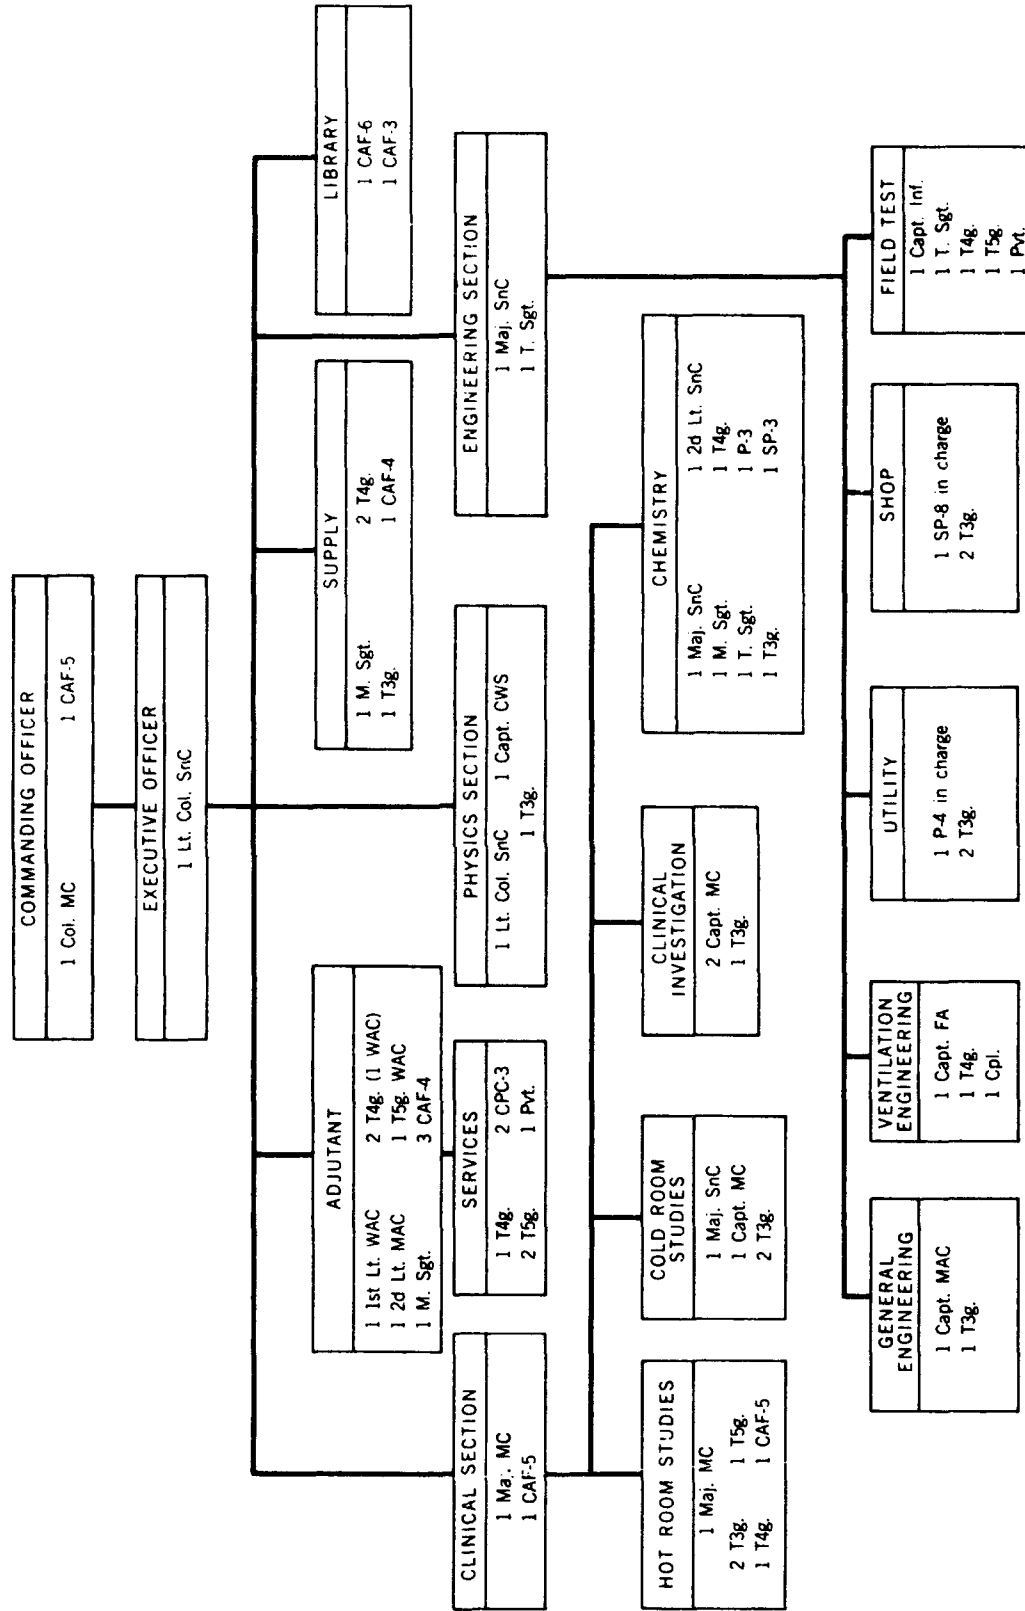 COMMANDING OFFICER
1 Col. MC 1 CAF-5
EXECUTIVE OFFICER
1 Lt. Col. SnC
ADJUTANT
1 1st Lt. WAC 2 T4g. (1 WAC)
1 2d Lt. MAC 1 T5g. WAC
1 M. Sgt. 3 CAF-4
SUPPLY
1 M. Sgt. 2 T4g.
1 T3g. 1 CAF-4
LIBRARY
1 CAF-6
1 CAF-3
CLINICAL SECTION
1 Maj. MC
1 CAF-5
SERVICES
1 T4g. 2 CPC-3
2 T5g. 1 Pvt.
PHYSICS SECTION
1 Lt. Col. SnC 1 Capt. CWS
1 T3g.
ENGINEERING SECTION
1 Maj. SnC
1 T. Sgt.
HOT ROOM STUDIES
1 Maj. MC
2 T3g. 1 T5g.
1 T4g. 1 CAF-5
COLD ROOM
STUDIES
1 Maj. SnC
1 Capt. MC
2 T3g.
CLINICAL
INVESTIGATION
2 Capt. MC
1 T3g.
CHEMISTRY
1 Maj. SnC 1 2d Lt. SnC
1 M. Sgt. 1 T4g.
1 T. Sgt. 1 P-3
1 T3g. 1 SP-3
GENERAL
ENGINEERING
1 Capt. MAC
1 T3g.
VENTILATION
ENGINEERING
1 Capt. FA
1 T4g.
1 Cpl.
UTILITY
1 P-4 in charge
2 T3g.
SHOP
1 SP-8 in charge
2 T3g.
FIELD TEST
1 Capt. Inf.
1 T. Sgt.
1 T4g.
1 T5g.
1 Pvt.